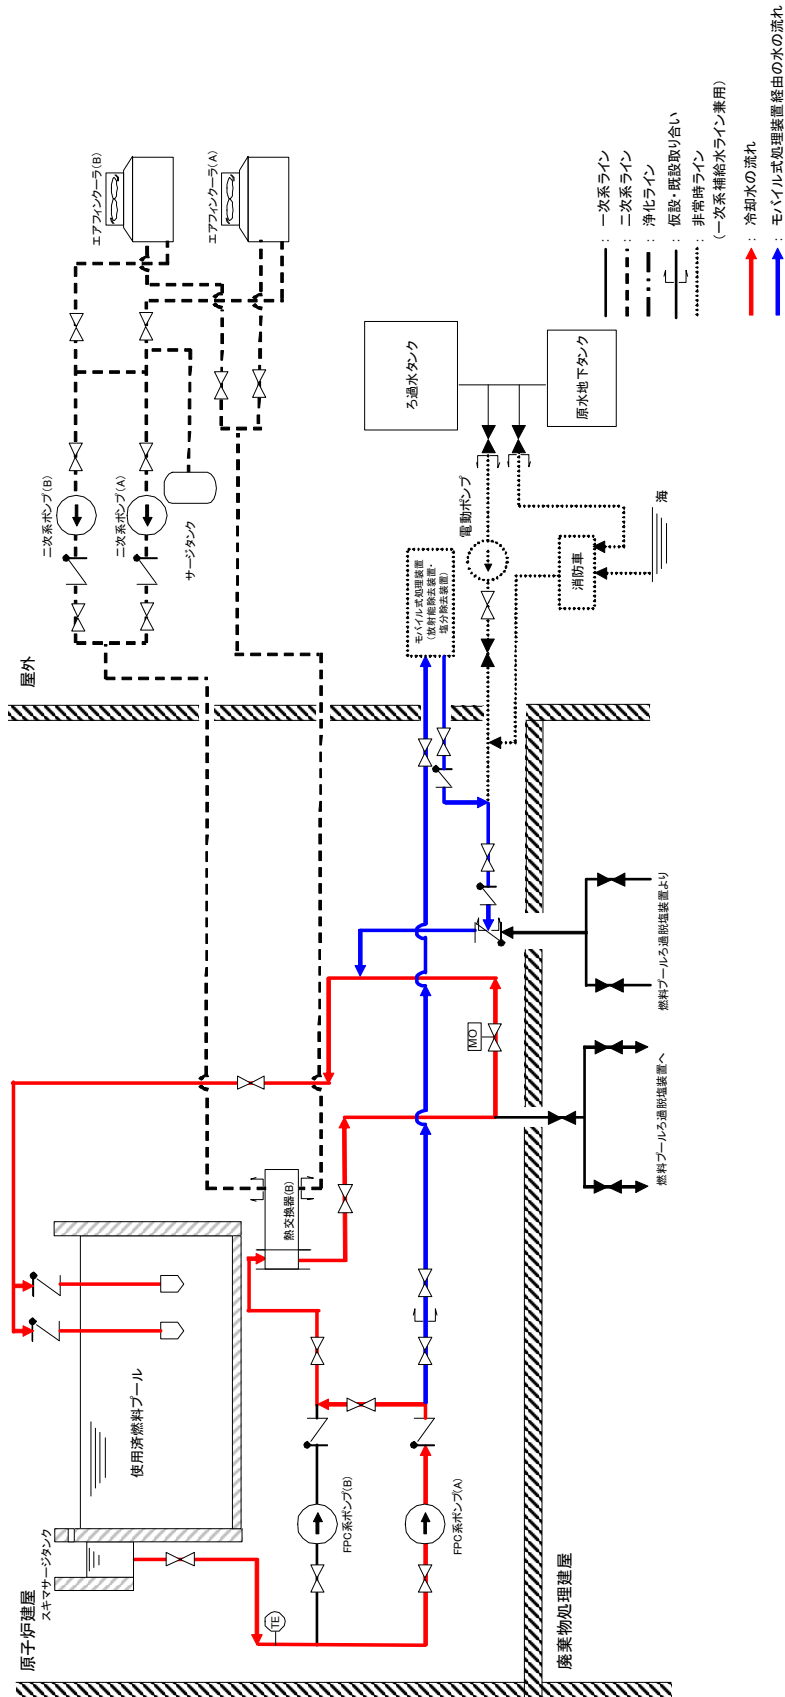 原子炉建屋
スキマサージタンク
使用済燃料プール
TE
FPC系ポンプ(B)
FPC系ポンプ(A)
熱交換器(B)
MO
廃棄物処理建屋
燃料プールろ過脱塩装置へ
燃料プールろ過脱塩装置より
屋外
二次系ポンプ(B)
二次系ポンプ(A)
サージタンク
エアフィンクーラ(B)
エアフィンクーラ(A)
モバイル式処理装置
(放射能除去装置・
塩分除去装置)
電動ポンプ
消防車
海
ろ過水タンク
原水地下タンク
: 一次系ライン
: 二次系ライン
: 浄化ライン
: 仮設・既設取り合い
: 非常時ライン
(一次系補給水ライン兼用)
: 冷却水の流れ
: モバイル式処理装置経由の水の流れ